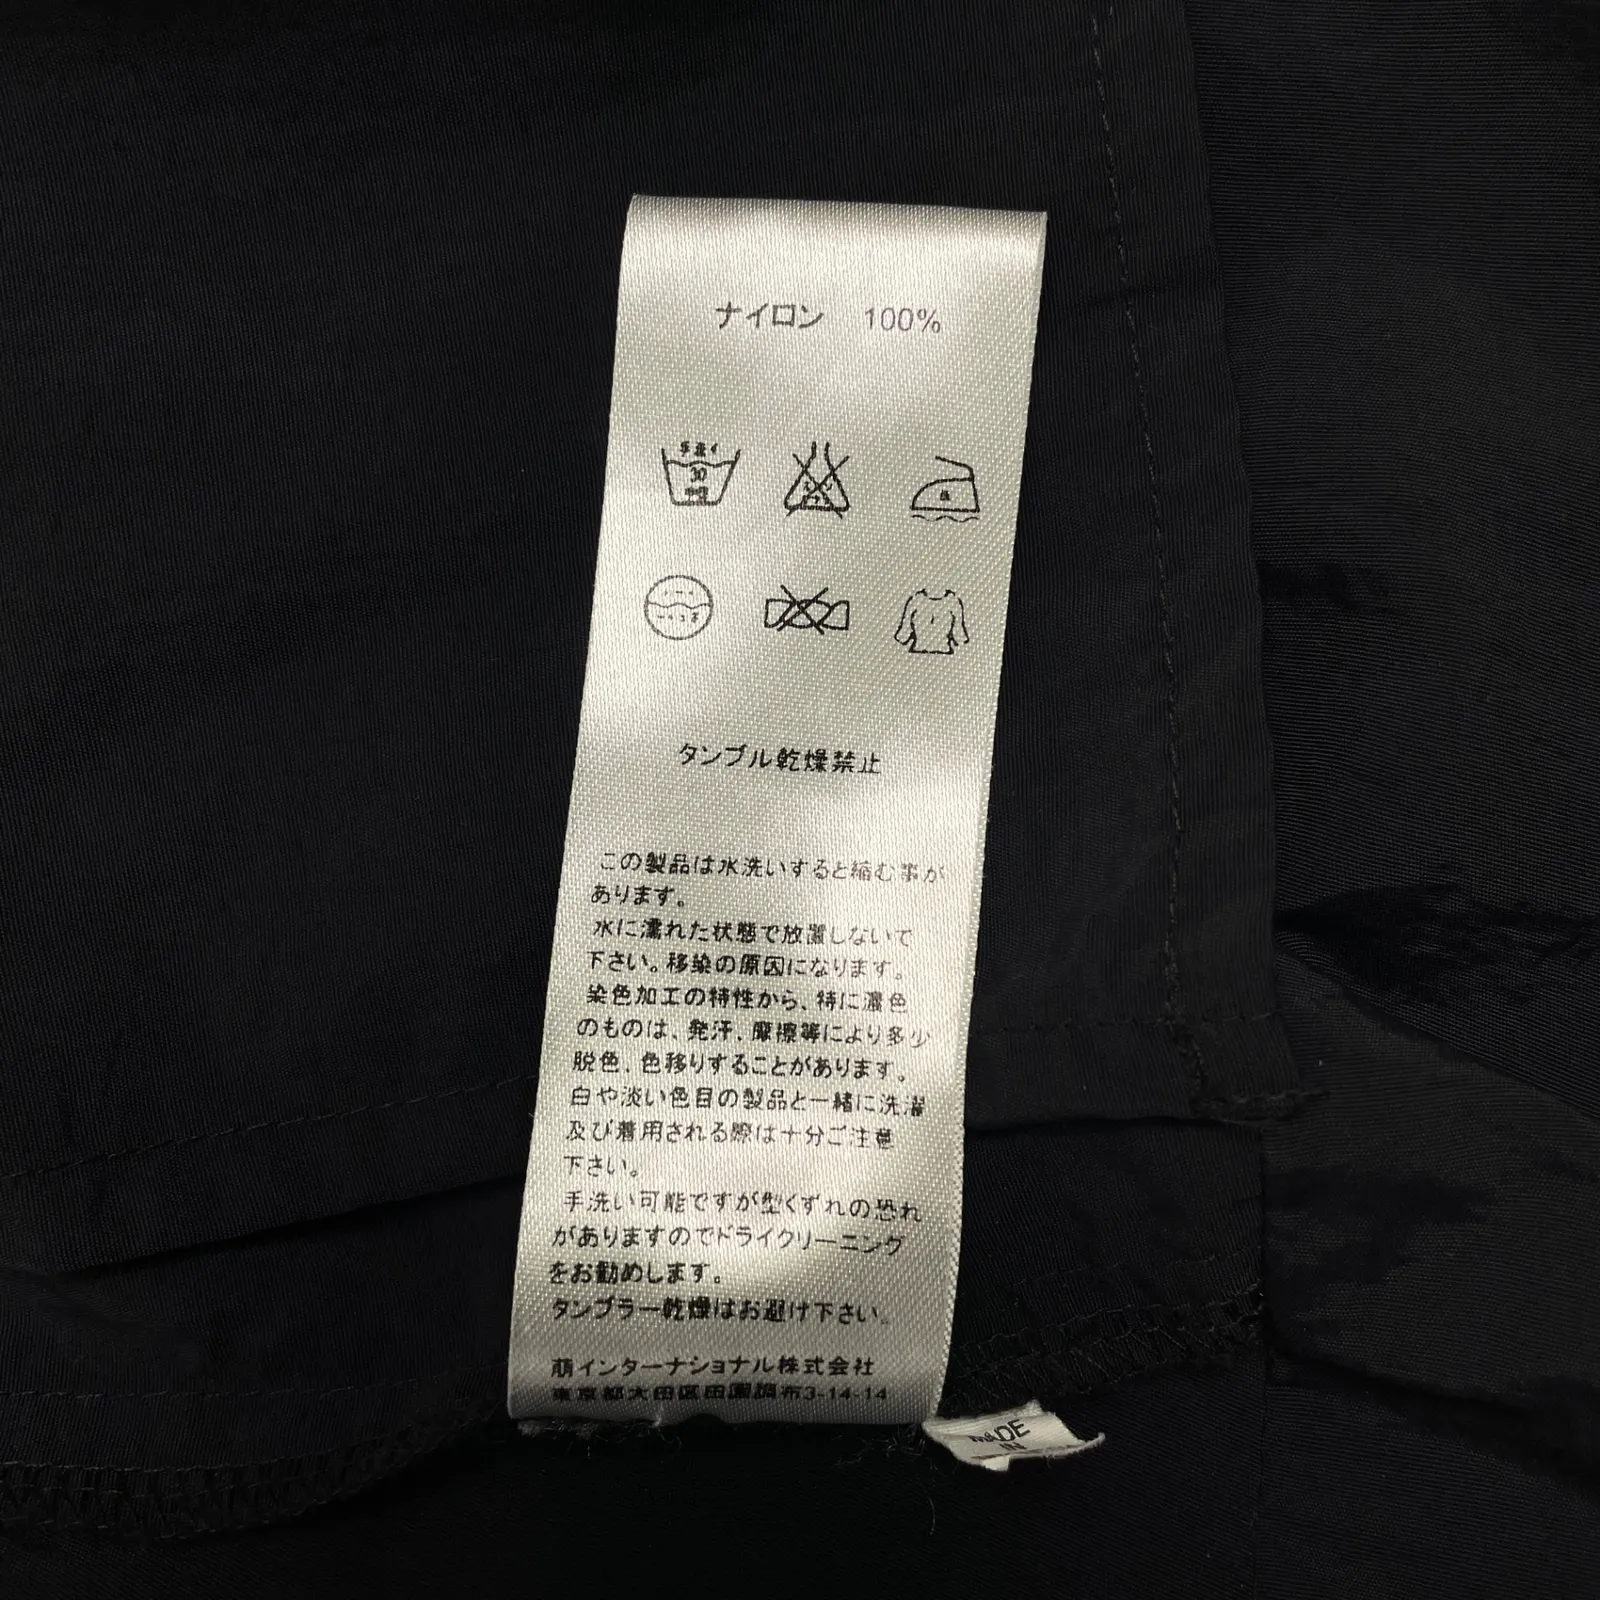 ナイロン 100%
30
タンブル乾燥禁止
この製品は水洗いすると縮む事が
あります。
水に濡れた状態で放置しないで
下さい。移染の原因になります。
染色加工の特性から、特に濃色
のものは、発汗、摩擦等により多少
脱色、色移りすることがあります。
白や淡い色目の製品と一緒に洗濯
及び着用される際は十分ご注意
下さい。
手洗い可能ですが型くずれの恐れ
がありますのでドライクリーニング
をお勧めします。
タンブラー乾燥はお避け下さい。
萌インターナショナル株式会社
東京都大田区田園調布3-14-14
MADE
IN